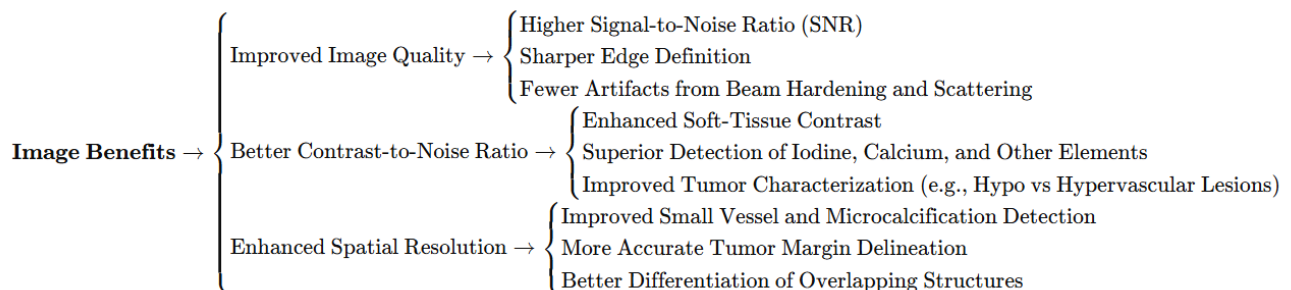 Image Benefits →
Improved Image Quality →
Higher Signal-to-Noise Ratio (SNR)
Sharper Edge Definition
Fewer Artifacts from Beam Hardening and Scattering
Better Contrast-to-Noise Ratio →
Enhanced Soft-Tissue Contrast
Superior Detection of Iodine, Calcium, and Other Elements
Improved Tumor Characterization (e.g., Hypo vs Hypervascular Lesions)
Enhanced Spatial Resolution →
Improved Small Vessel and Microcalcification Detection
More Accurate Tumor Margin Delineation
Better Differentiation of Overlapping Structures